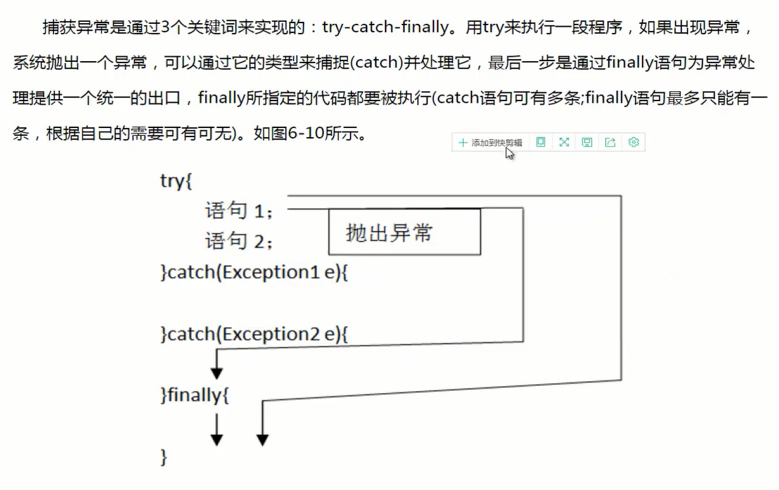 捕获异常是通过3个关键词来实现的：try-catch-finally。用try来执行一段程序，如果出现异常，
系统抛出一个异常，可以通过它的类型来捕捉(catch)并处理它，最后一步是通过finally语句为异常处
理提供一个统一的出口，finally所指定的代码都要被执行(catch语句可有多条;finally语句最多只能有一
条，根据自己的需要可有可无)。如图6-10所示。
添加到快剪辑
try{
语句 1；
语句 2；
抛出异常
}catch(Exception1 e){
}catch(Exception2 e){
}finally{
}